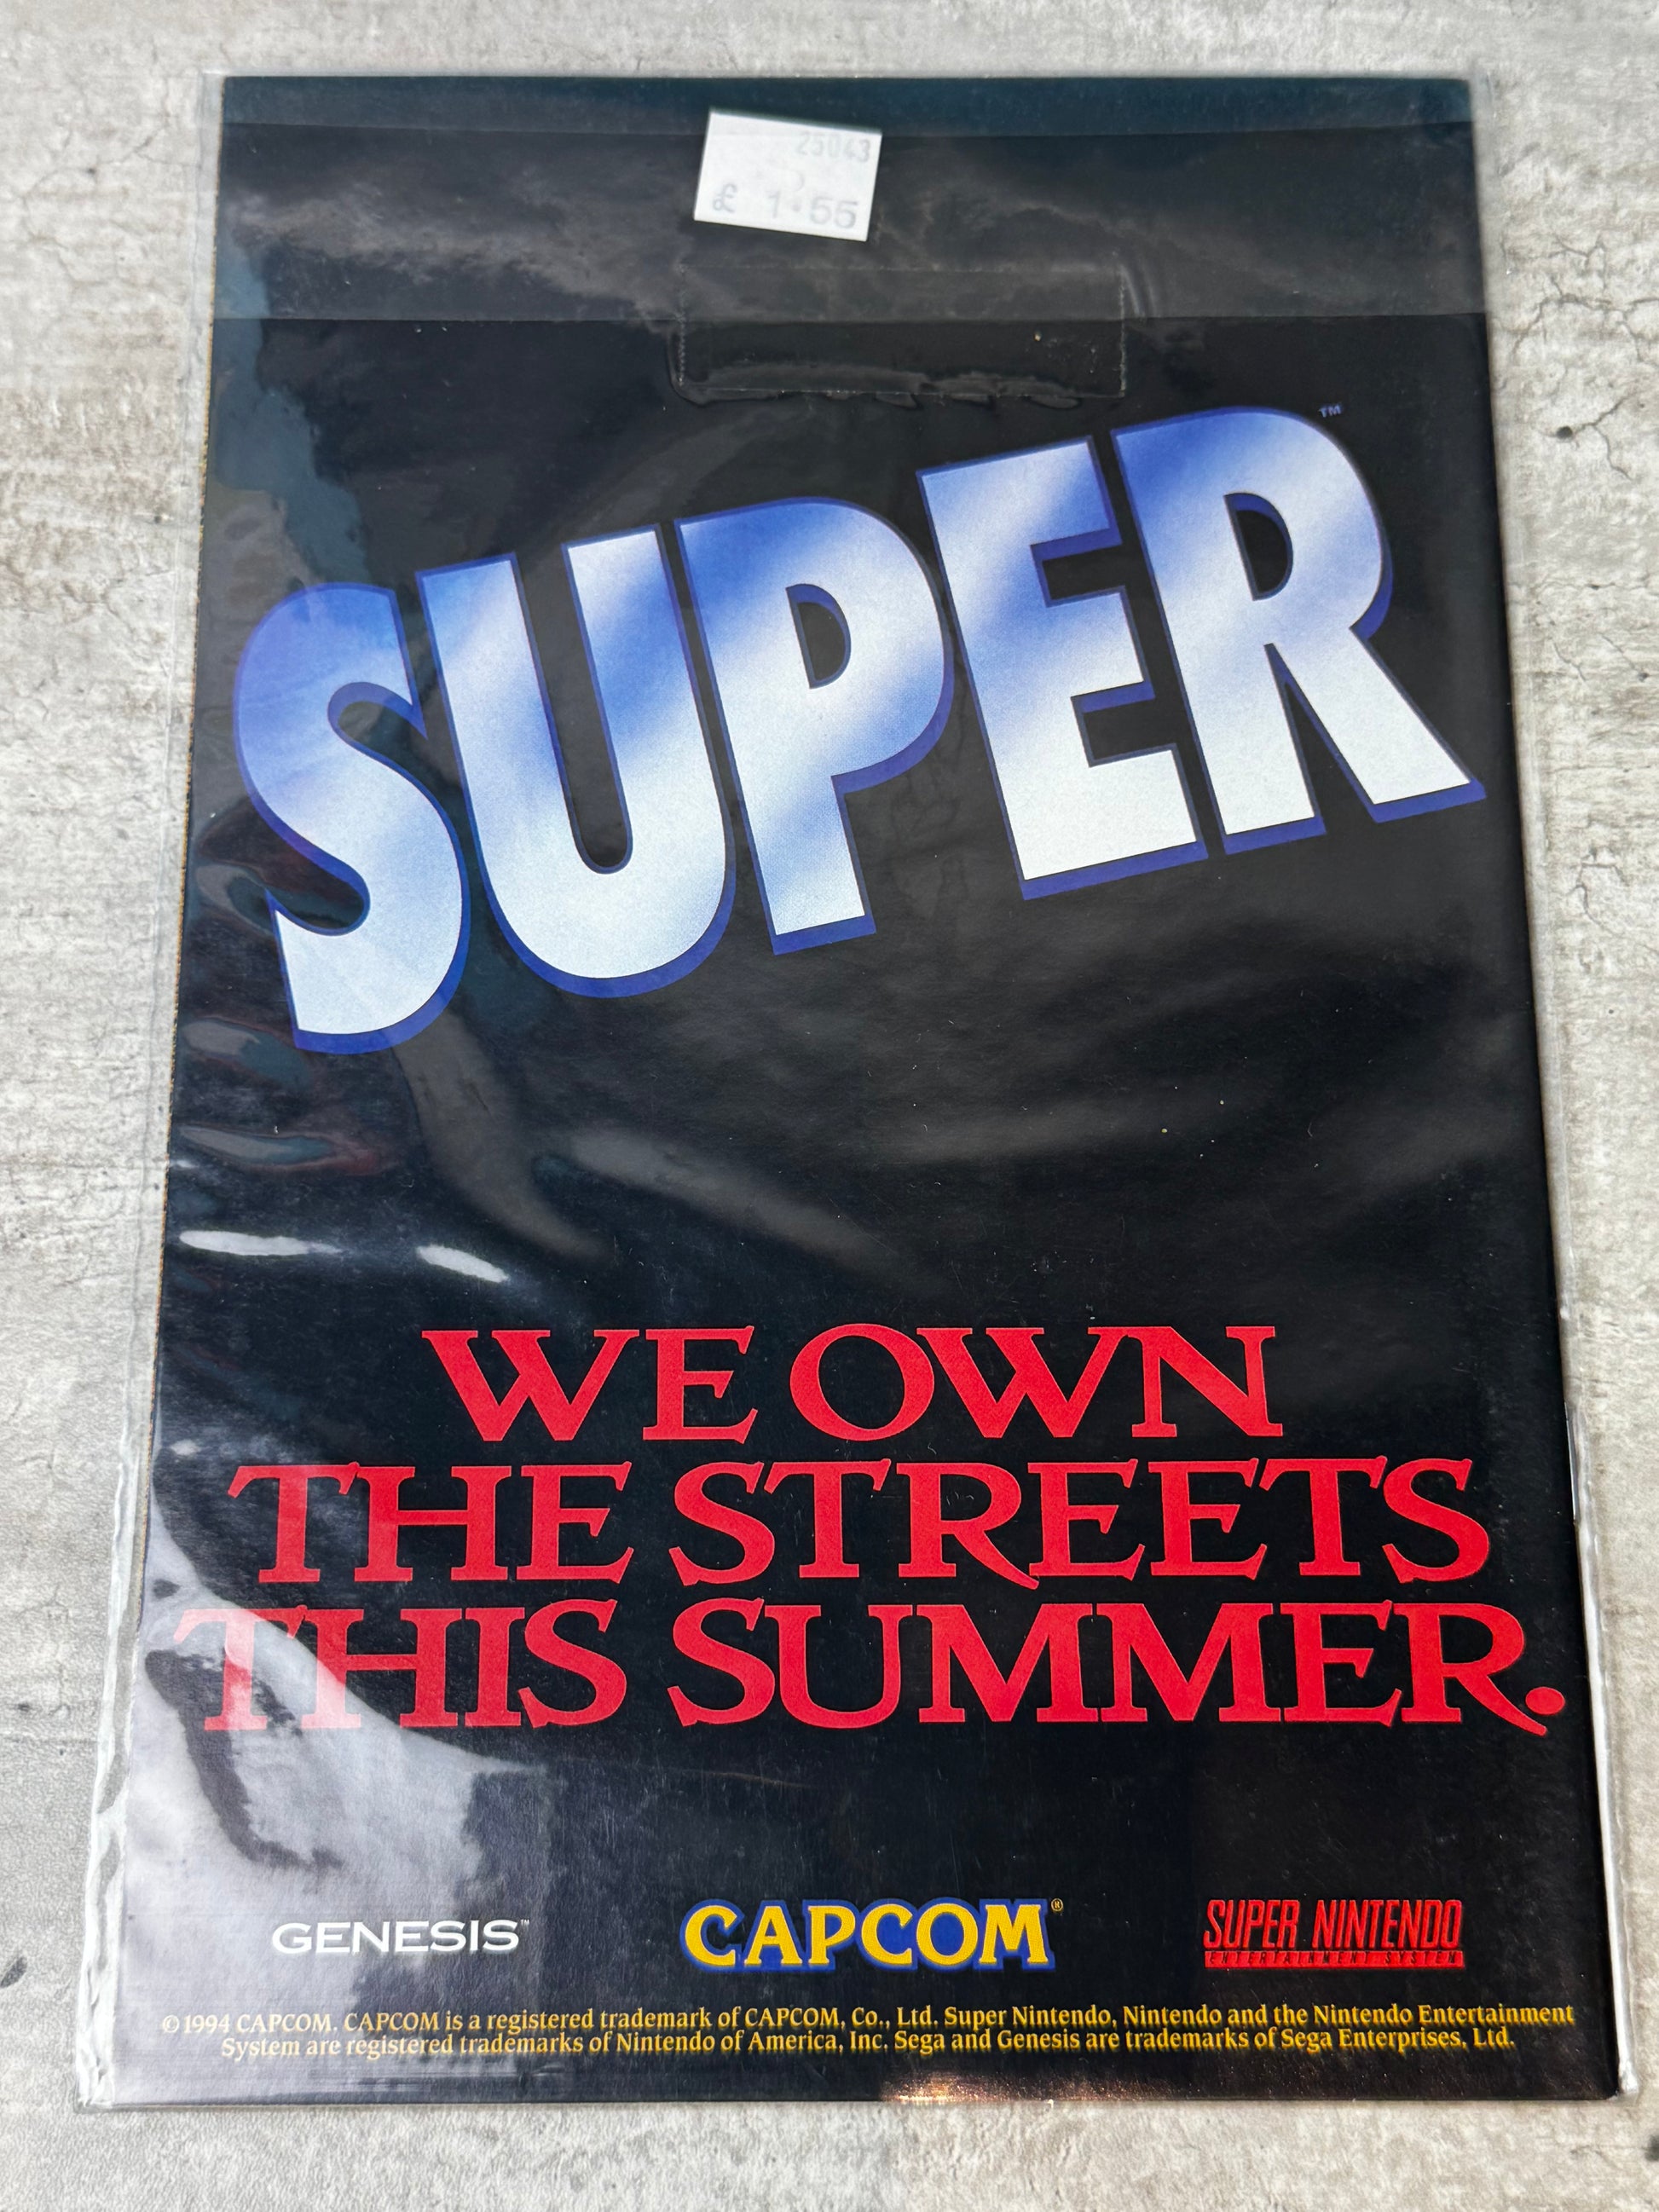 25043
£ 1.55
SUPER™
WE OWN
THE STREETS
THIS SUMMER.
GENESIS™
CAPCOM®
SUPER NINTENDO
ENTERTAINMENT SYSTEM
©1994 CAPCOM. CAPCOM is a registered trademark of CAPCOM, Co., Ltd. Super Nintendo, Nintendo and the Nintendo Entertainment
System are registered trademarks of Nintendo of America, Inc. Sega and Genesis are trademarks of Sega Enterprises, Ltd.